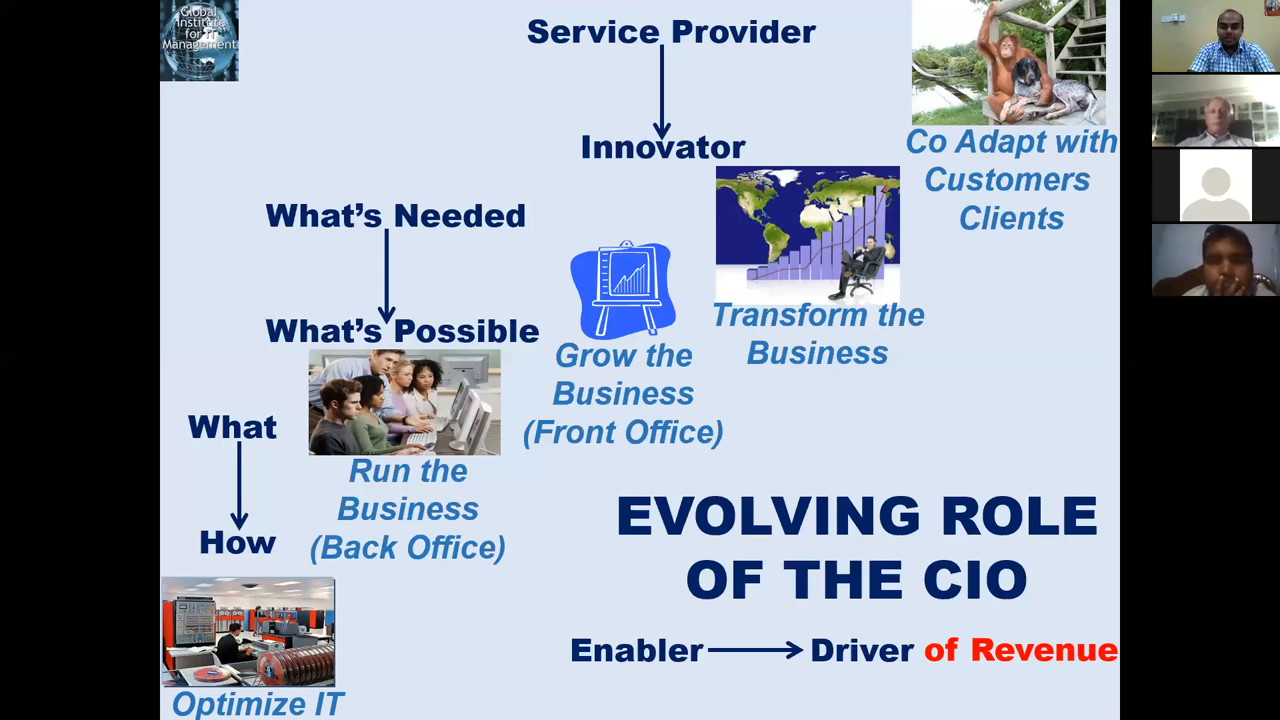 Global
Institute
for IT
Management
Service Provider
Innovator
Co Adapt with
Customers
Clients
What's Needed
What's Possible
Transform the
Business
Grow the
Business
(Front Office)
What
How
Run the
Business
(Back Office)
EVOLVING ROLE
OF THE CIO
Enabler Driver of Revenue
Optimize IT